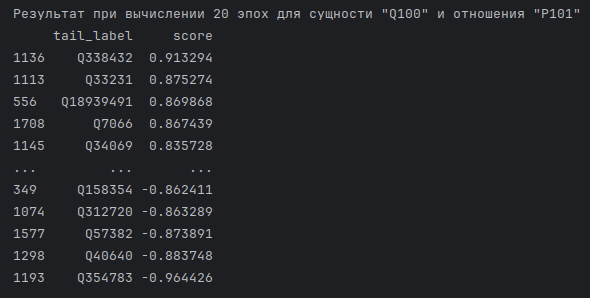 Результат при вычислении 20 эпох для сущности "Q100" и отношения "P101"
tail_label score
1136 Q338432 0.913294
1113 Q33231 0.875274
556 Q18939491 0.869868
1708 Q7066 0.867439
1145 Q34069 0.835728
... ... ...
349 Q158354 -0.862411
1074 Q312720 -0.863289
1577 Q57382 -0.873891
1298 Q40640 -0.883748
1193 Q354783 -0.964426